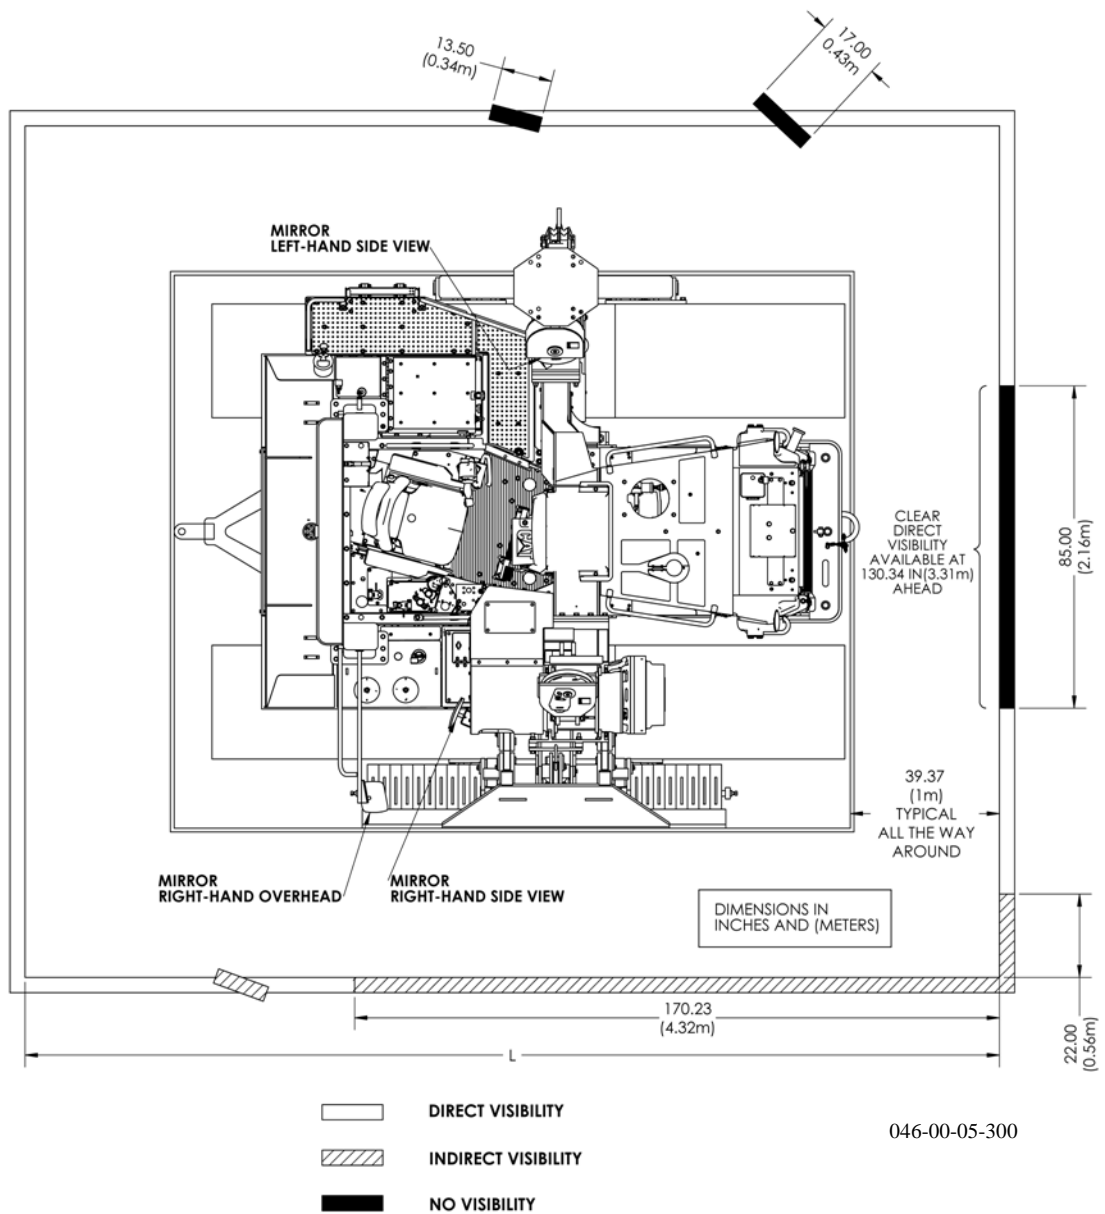 13.50
(0.34m)
17.00
0.43m
MIRROR
LEFT-HAND SIDE VIEW
CLEAR
DIRECT
VISIBILITY
AVAILABLE AT
130.34 IN(3.31m)
AHEAD
85.00
(2.16m)
39.37
(1m)
TYPICAL
ALL THE WAY
AROUND
MIRROR
RIGHT-HAND OVERHEAD
MIRROR
RIGHT-HAND SIDE VIEW
DIMENSIONS IN
INCHES AND (METERS)
170.23
(4.32m)
22.00
(0.56m)
L
DIRECT VISIBILITY
INDIRECT VISIBILITY
NO VISIBILITY
046-00-05-300